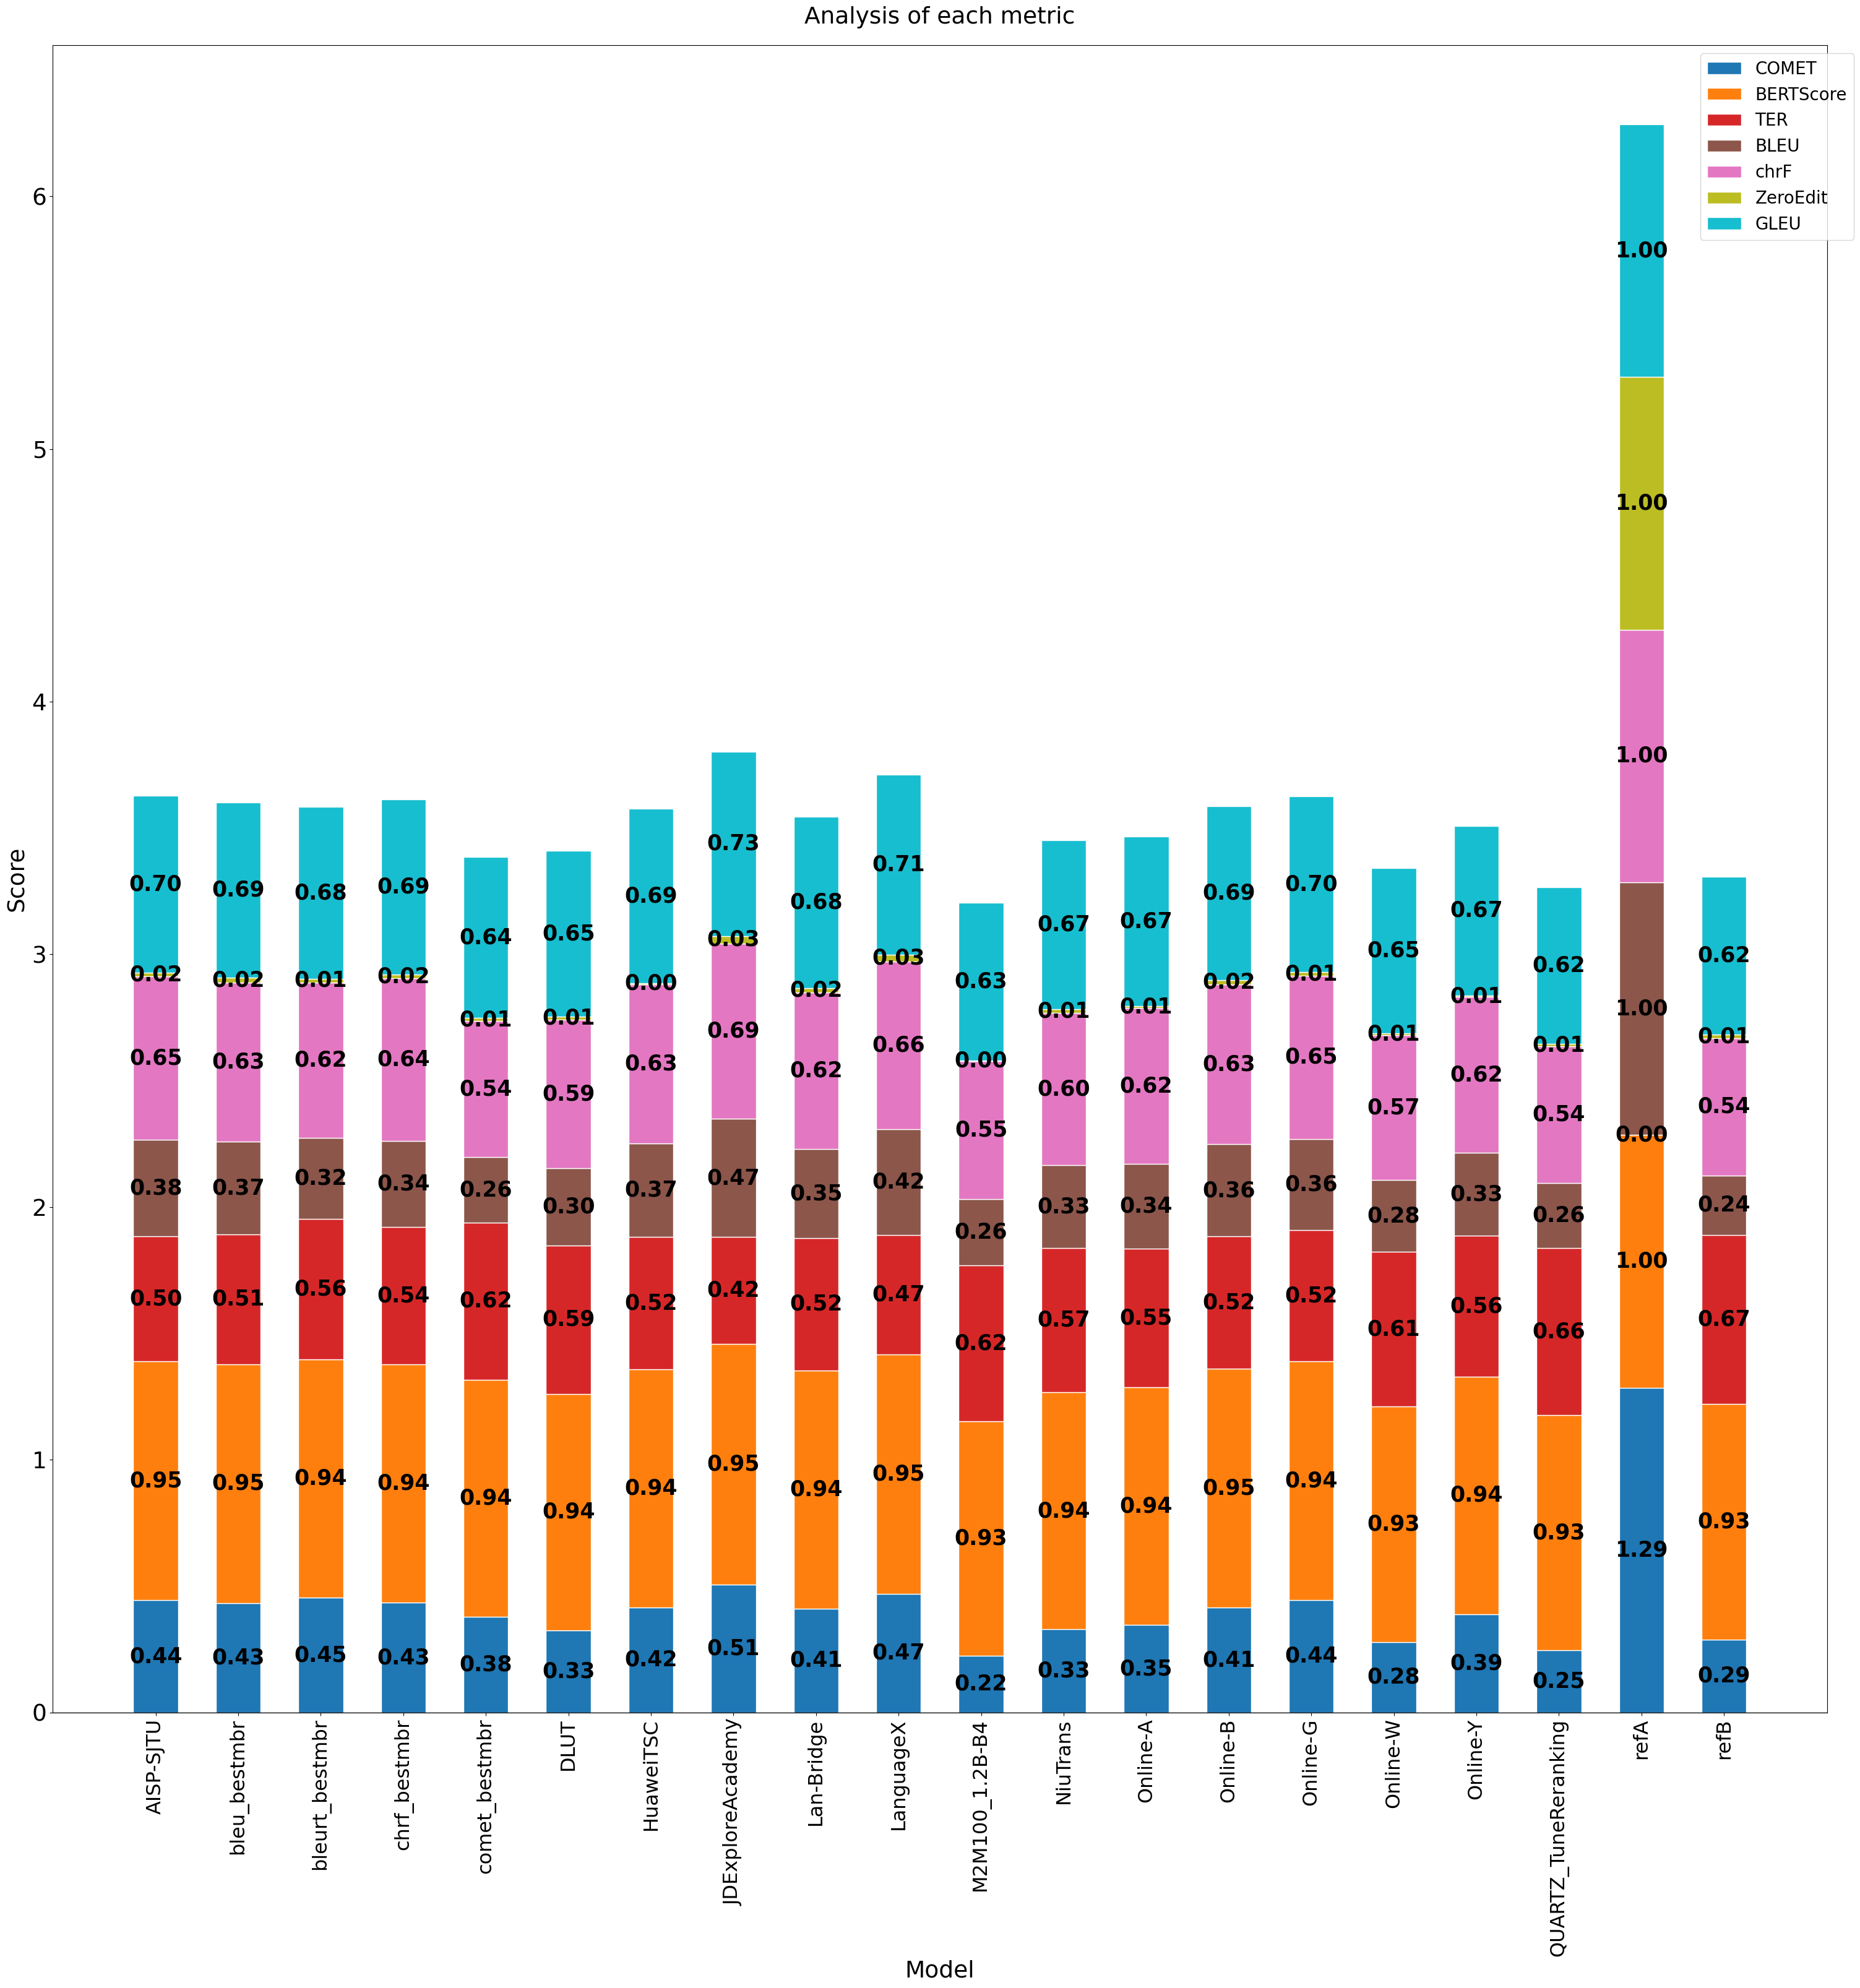 Analysis of each metric
COMET
BERTScore
TER
BLEU
chrF
ZeroEdit
GLEU
Score
6
5
4
3
2
1
0
0.70 0.69 0.68 0.69 0.64 0.65 0.69 0.73 0.68 0.71 0.63 0.67 0.67 0.69 0.70 0.65 0.67 0.62 1.00 0.62
0.02 0.02 0.01 0.02 0.01 0.01 0.00 0.03 0.02 0.03 0.00 0.01 0.01 0.02 0.01 0.01 0.01 0.01 1.00 0.01
0.65 0.63 0.62 0.64 0.54 0.59 0.63 0.69 0.62 0.66 0.55 0.60 0.62 0.63 0.65 0.57 0.62 0.54 1.00 0.54
0.38 0.37 0.32 0.34 0.26 0.30 0.37 0.47 0.35 0.42 0.26 0.33 0.34 0.36 0.36 0.28 0.33 0.26 1.00 0.24
0.50 0.51 0.56 0.54 0.62 0.59 0.52 0.42 0.52 0.47 0.62 0.57 0.55 0.52 0.52 0.61 0.56 0.66 0.00 0.67
0.95 0.95 0.94 0.94 0.94 0.94 0.94 0.95 0.94 0.95 0.93 0.94 0.94 0.95 0.94 0.93 0.94 0.93 1.00 0.93
0.44 0.43 0.45 0.43 0.38 0.33 0.42 0.51 0.41 0.47 0.22 0.33 0.35 0.41 0.44 0.28 0.39 0.25 1.29 0.29
AISP-SJTU
bleu_bestmbr
bleurt_bestmbr
chrf_bestmbr
comet_bestmbr
DLUT
HuaweiTSC
JDExploreAcademy
Lan-Bridge
LanguageX
M2M100_1.2B-B4
NiuTrans
Online-A
Online-B
Online-G
Online-W
Online-Y
QUARTZ_TuneReranking
refA
refB
Model